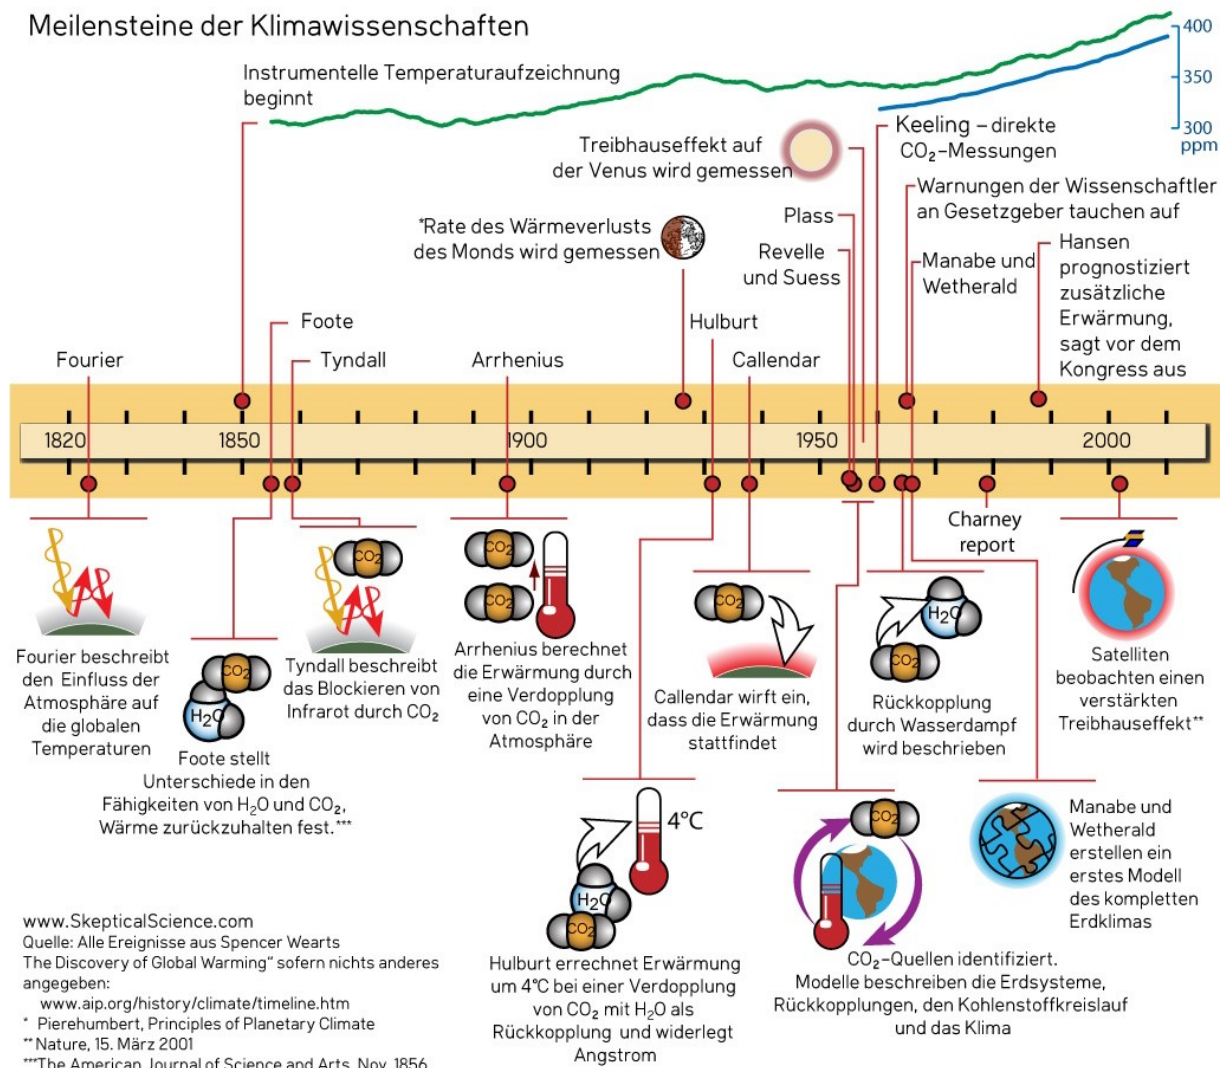 Meilensteine der Klimawissenschaften
400
350
300
ppm
Instrumentelle Temperaturaufzeichnung
beginnt
Treibhauseffekt auf
der Venus wird gemessen
Keeling – direkte
CO₂-Messungen
*Rate des Wärmeverlusts
des Monds wird gemessen
Plass
Revelle
und Suess
Warnungen der Wissenschaftler
an Gesetzgeber tauchen auf
Manabe und
Wetherald
Hansen
prognostiziert
zusätzliche
Erwärmung,
sagt vor dem
Kongress aus
Fourier
Foote
Tyndall
Arrhenius
Hulburt
Callendar
1820
1850
1900
1950
2000
Charney
report
Fourier beschreibt
den Einfluss der
Atmosphäre auf
die globalen
Temperaturen
CO₂
H₂O
Foote stellt
Unterschiede in den
Fähigkeiten von H₂O und CO₂,
Wärme zurückzuhalten fest.***
CO₂
Tyndall beschreibt
das Blockieren von
Infrarot durch CO₂
CO₂
CO₂
Arrhenius berechnet
die Erwärmung durch
eine Verdopplung
von CO₂ in der
Atmosphäre
4°C
H₂O
CO₂
Hulburt errechnet Erwärmung
um 4°C bei einer Verdopplung
von CO₂ mit H₂O als
Rückkopplung und widerlegt
Angstrom
CO₂
Callendar wirft ein,
dass die Erwärmung
stattfindet
CO₂
CO₂-Quellen identifiziert.
Modelle beschreiben die Erdsysteme,
Rückkopplungen, den Kohlenstoffkreislauf
und das Klima
H₂O
CO₂
Rückkopplung
durch Wasserdampf
wird beschrieben
Manabe und
Wetherald
erstellen ein
erstes Modell
des kompletten
Erdklimas
Satelliten
beobachten einen
verstärkten
Treibhauseffekt**
www.SkepticalScience.com
Quelle: Alle Ereignisse aus Spencer Wearts
The Discovery of Global Warming“ sofern nichts anderes
angegeben:
www.aip.org/history/climate/timeline.htm
* Pierehumbert, Principles of Planetary Climate
** Nature, 15. März 2001
***The American Journal of Science and Arts, Nov. 1856